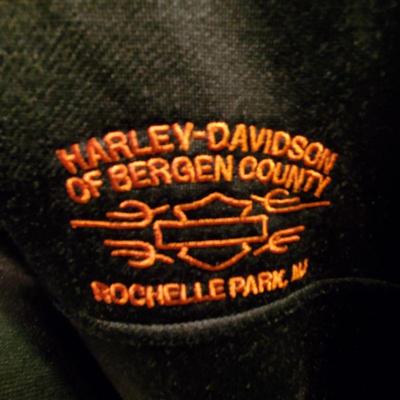 HARLEY-DAVIDSON
OF BERGEN COUNTY
ROCHELLE PARK, NJ